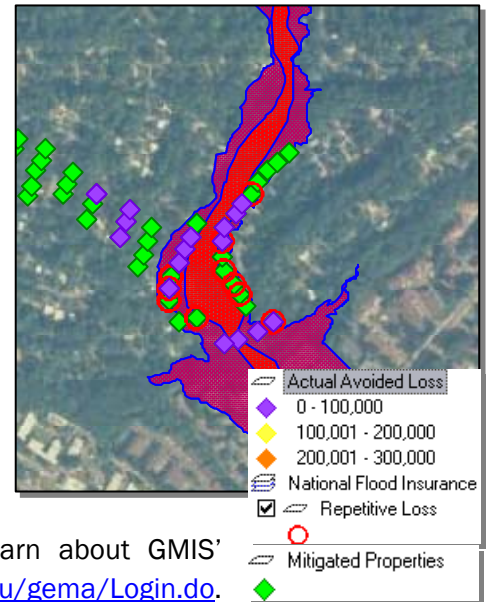 Actual Avoided Loss
0 - 100,000
100,001 - 200,000
200,001 - 300,000
National Flood Insurance
Repetitive Loss
Mitigated Properties
arn about GMIS’
u/gema/Login.do.